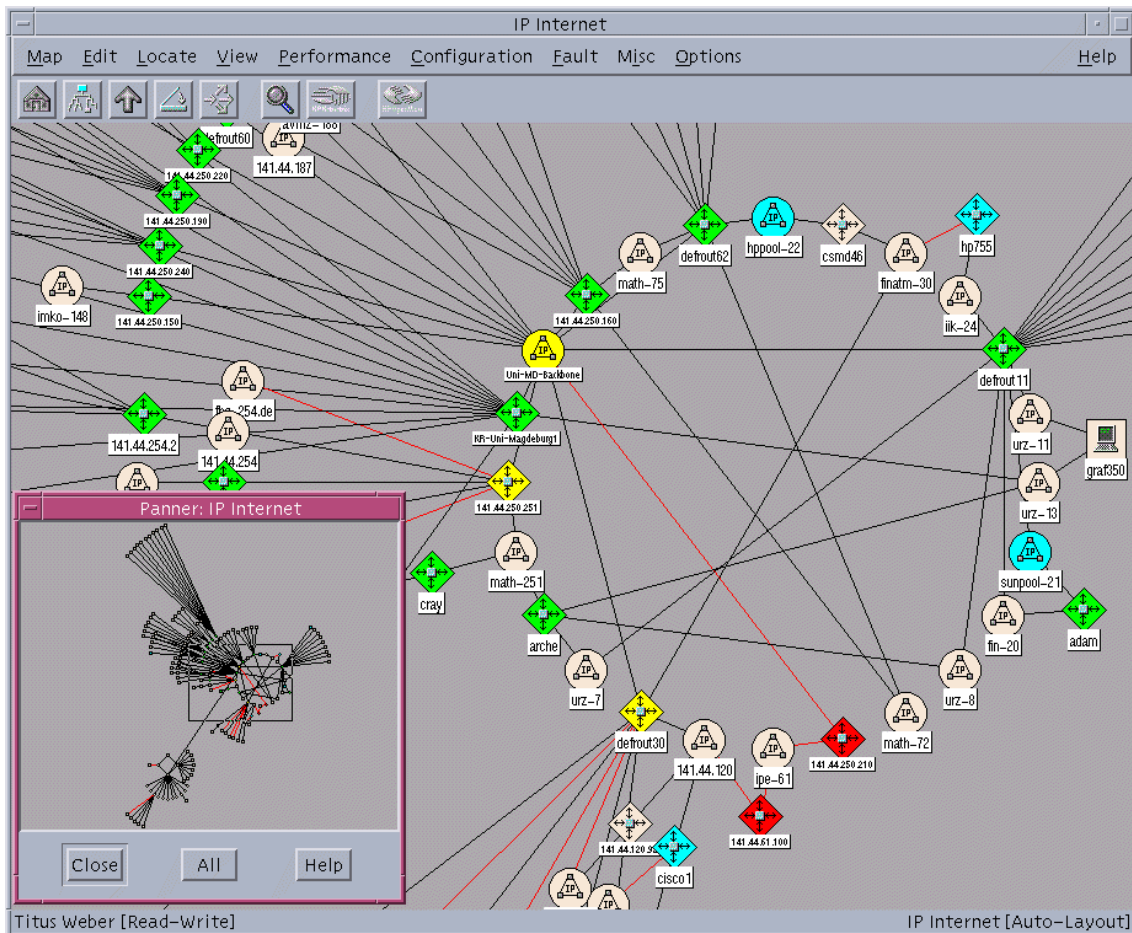 IP Internet
Map Edit Locate View Performance Configuration Fault Misc Options Help
defrout60
141.44.187
141.44.250.220
141.44.250.190
141.44.250.240
141.44.250.150
imko-148
math-75
defrout62
hppool-22
csmd46
finatm-30
hp755
iik-24
141.44.250.160
IP
Uni-MD-Backbone
defrout11
141.44.254.2
141.44.254
KR-Uni-Magdeburg1
urz-11
graf350
urz-13
141.44.250.251
math-251
sunpool-21
cray
arche
fin-20
adam
urz-7
urz-8
defrout30
141.44.120
ipe-61
141.44.250.210
math-72
141.44.61.100
cisco1
Panner: IP Internet
Close All Help
Titus Weber [Read-Write] IP Internet [Auto-Layout]